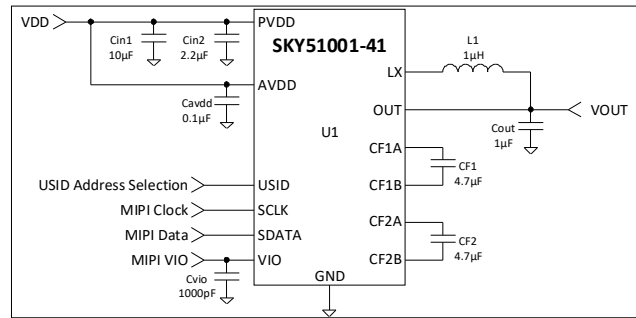 VDD
Cin1
10µF
Cin2
2.2µF
PVDD
SKY51001-41
L1
1µH
LX
AVDD
Cavdd
0.1µF
OUT
VOUT
U1
Cout
1µF
CF1A
CF1
4.7µF
CF1B
USID Address Selection
USID
MIPI Clock
SCLK
CF2A
MIPI Data
SDATA
CF2
4.7µF
MIPI VIO
VIO
CF2B
Cvio
1000pF
GND